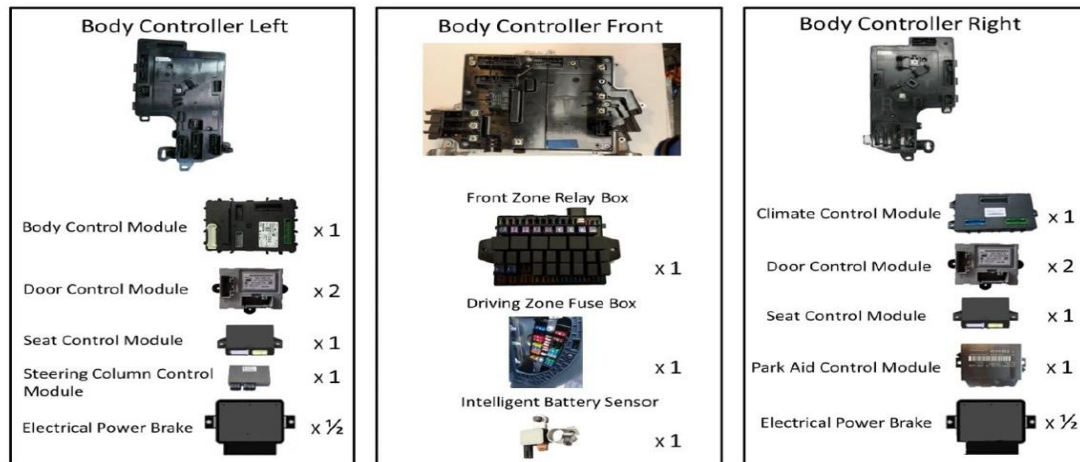 Body Controller Left
Body Control Module
x 1
Door Control Module
x 2
Seat Control Module
x 1
Steering Column Control
Module
x 1
Electrical Power Brake
x ½
Body Controller Front
Front Zone Relay Box
x 1
Driving Zone Fuse Box
x 1
Intelligent Battery Sensor
x 1
Body Controller Right
Climate Control Module
x 1
Door Control Module
x 2
Seat Control Module
x 1
Park Aid Control Module
x 1
Electrical Power Brake
x ½